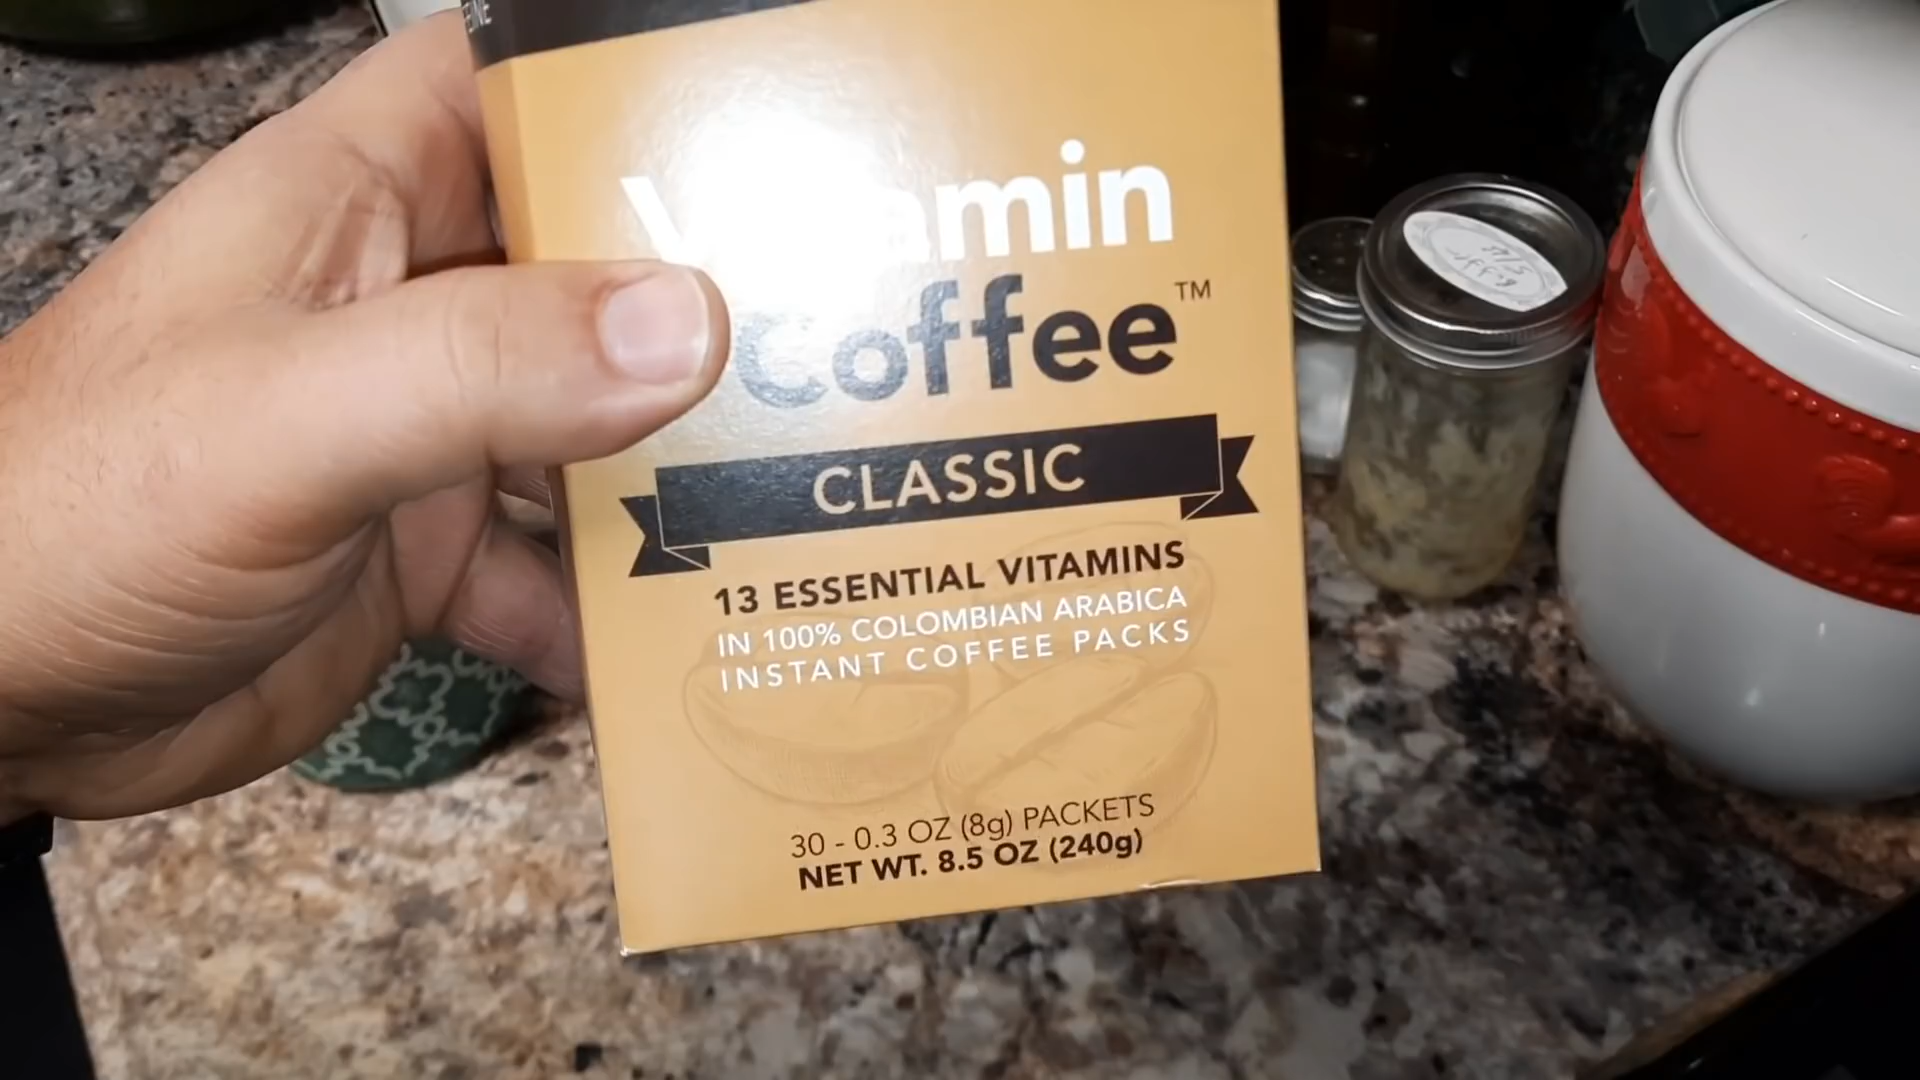 Vitamin
Coffee™
CLASSIC
13 ESSENTIAL VITAMINS
IN 100% COLOMBIAN ARABICA
INSTANT COFFEE PACKS
30 - 0.3 OZ (8g) PACKETS
NET WT. 8.5 OZ (240g)